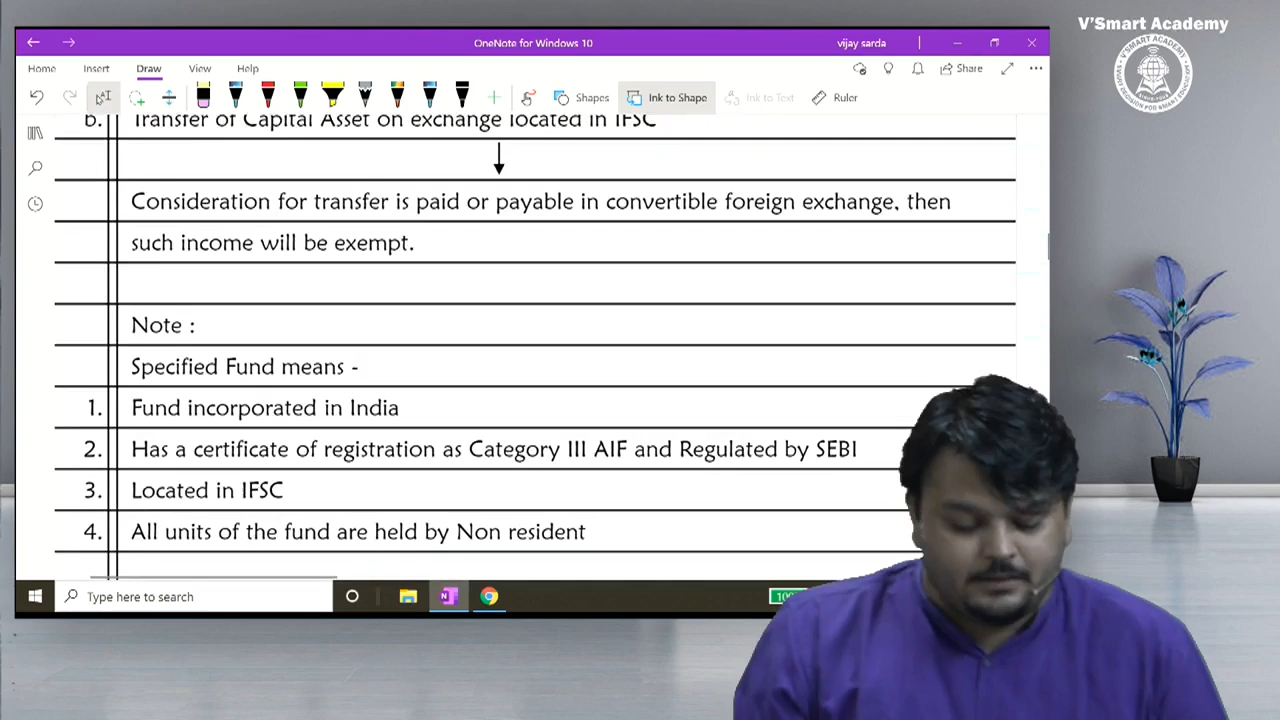 V'Smart Academy
OneNote for Windows 10
vijay sarda
Home Insert Draw View Help
Share
Shapes Ink to Shape Ink to Text Ruler
b. Transfer of Capital Asset on exchange located in IFSC
Consideration for transfer is paid or payable in convertible foreign exchange, then
such income will be exempt.
Note :
Specified Fund means -
1. Fund incorporated in India
2. Has a certificate of registration as Category III AIF and Regulated by SEBI
3. Located in IFSC
4. All units of the fund are held by Non resident
Type here to search